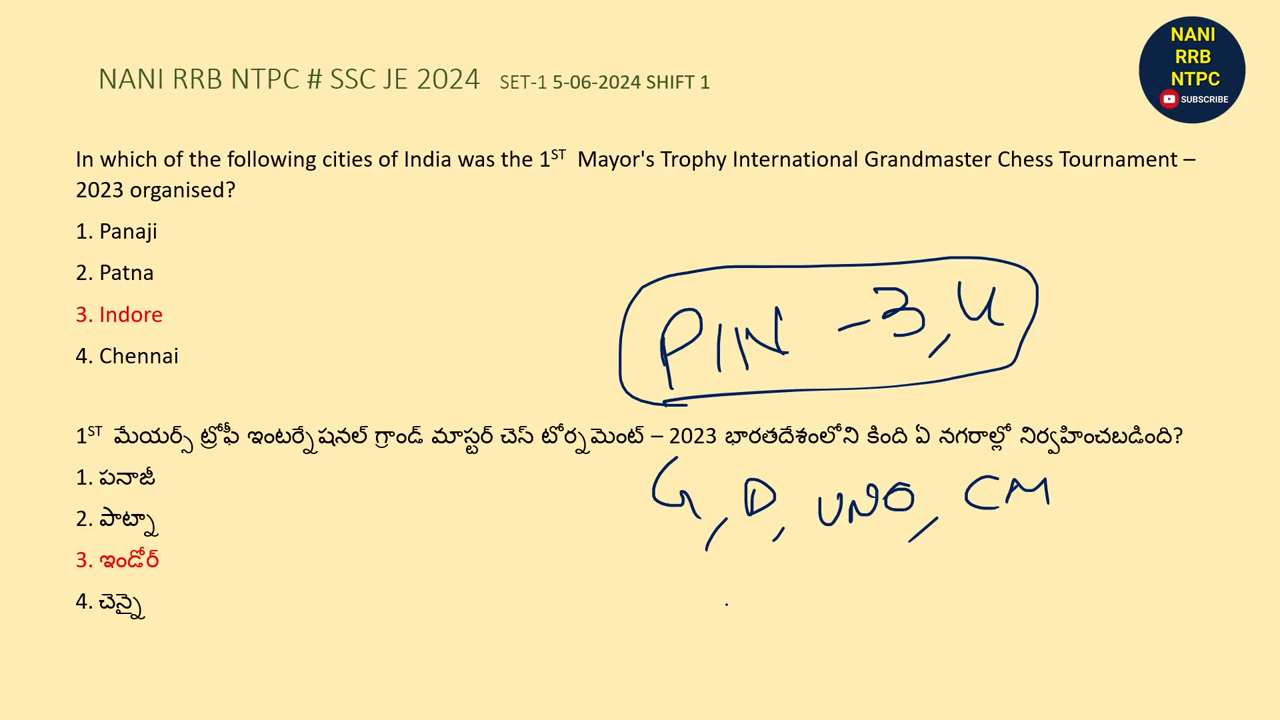 NANI RRB NTPC # SSC JE 2024 SET-1 5-06-2024 SHIFT 1
NANI
RRB
NTPC
SUBSCRIBE
In which of the following cities of India was the 1ST Mayor's Trophy International Grandmaster Chess Tournament –
2023 organised?
1. Panaji
2. Patna
3. Indore
4. Chennai
PIN - 3, 4
1ST మేయర్స్ ట్రోఫీ ఇంటర్నేషనల్ గ్రాండ్ మాస్టర్ చెస్ టోర్నమెంట్ – 2023 భారతదేశంలోని కింది ఏ నగరాల్లో నిర్వహించబడింది?
1. పనాజీ
2. పాట్నా
3. ఇండోర్
4. చెన్నై
G, D, UNO, CM